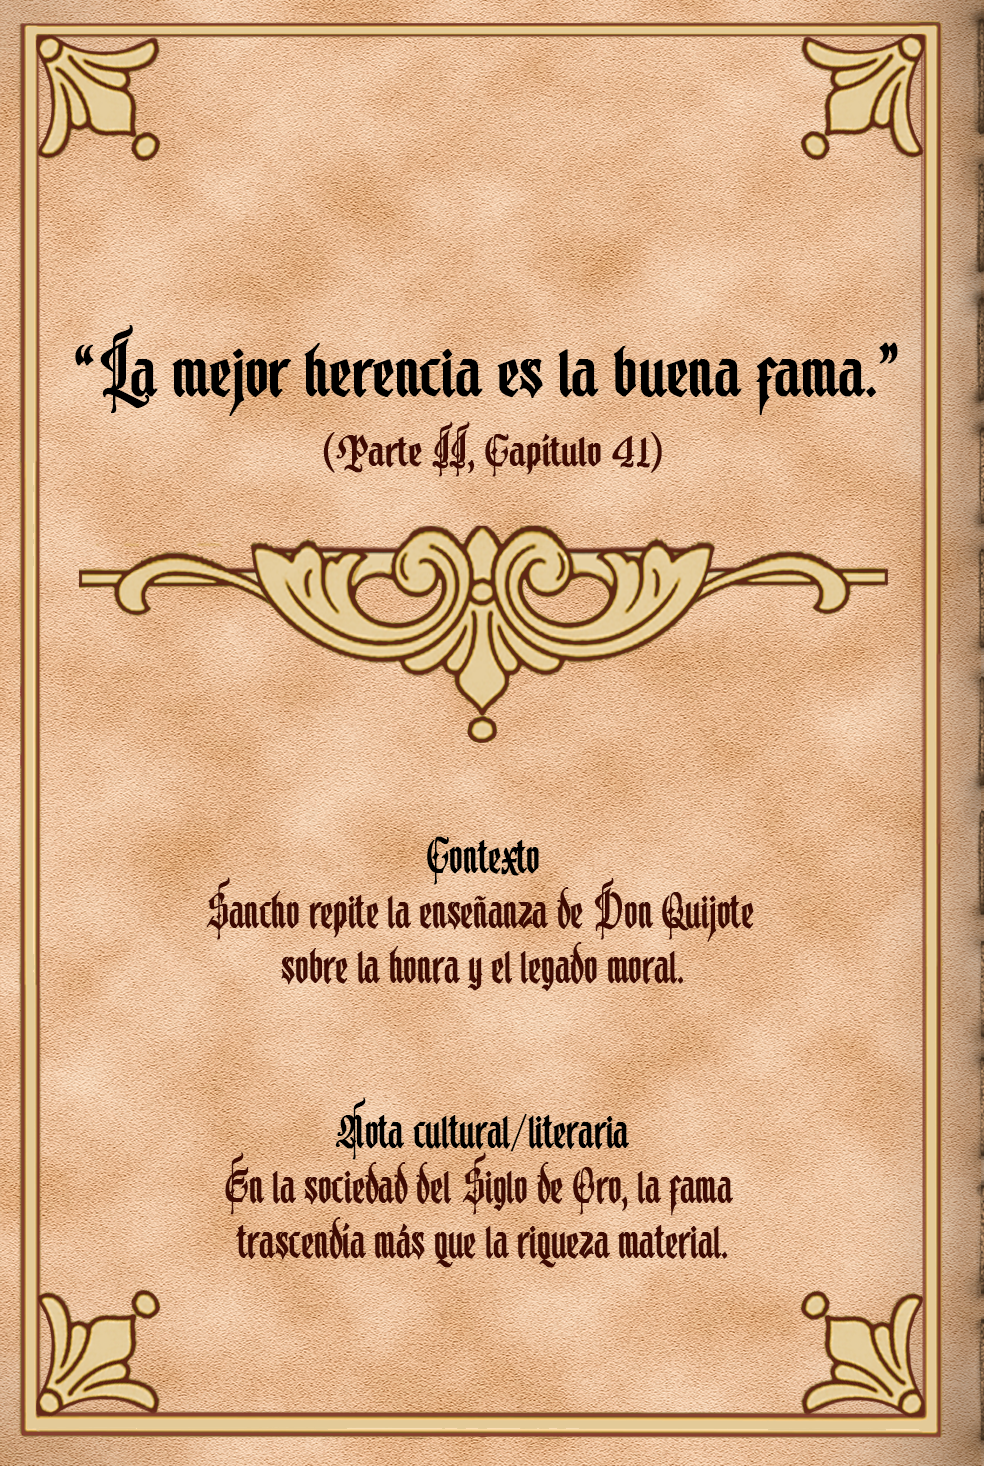 “La mejor herencia es la buena fama.”
(Parte II, Capítulo 41)
Contexto
Sancho repite la enseñanza de Don Quijote
sobre la honra y el legado moral.
Nota cultural/literaria
En la sociedad del Siglo de Oro, la fama
trascendía más que la riqueza material.